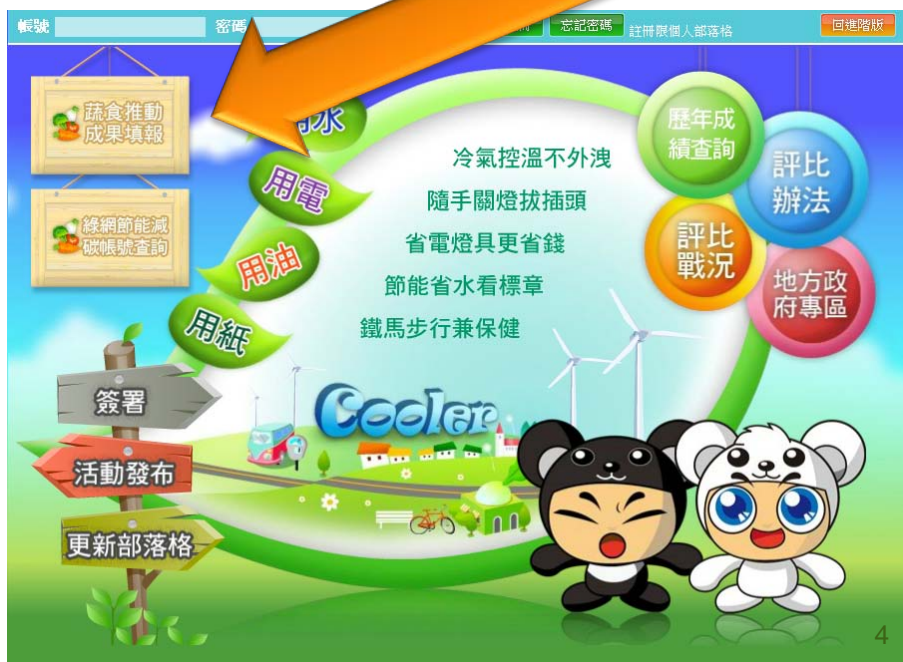 帳號
密碼
忘記密碼
註冊限個人部落格
回進階版
蔬食推動
成果填報
綠網節能減
碳帳號查詢
用水
用電
用油
用紙
冷氣控溫不外洩
隨手關燈拔插頭
省電燈具更省錢
節能省水看標章
鐵馬步行兼保健
歷年成
績查詢
評比
辦法
評比
戰況
地方政
府專區
Cooler
簽署
活動發布
更新部落格
4